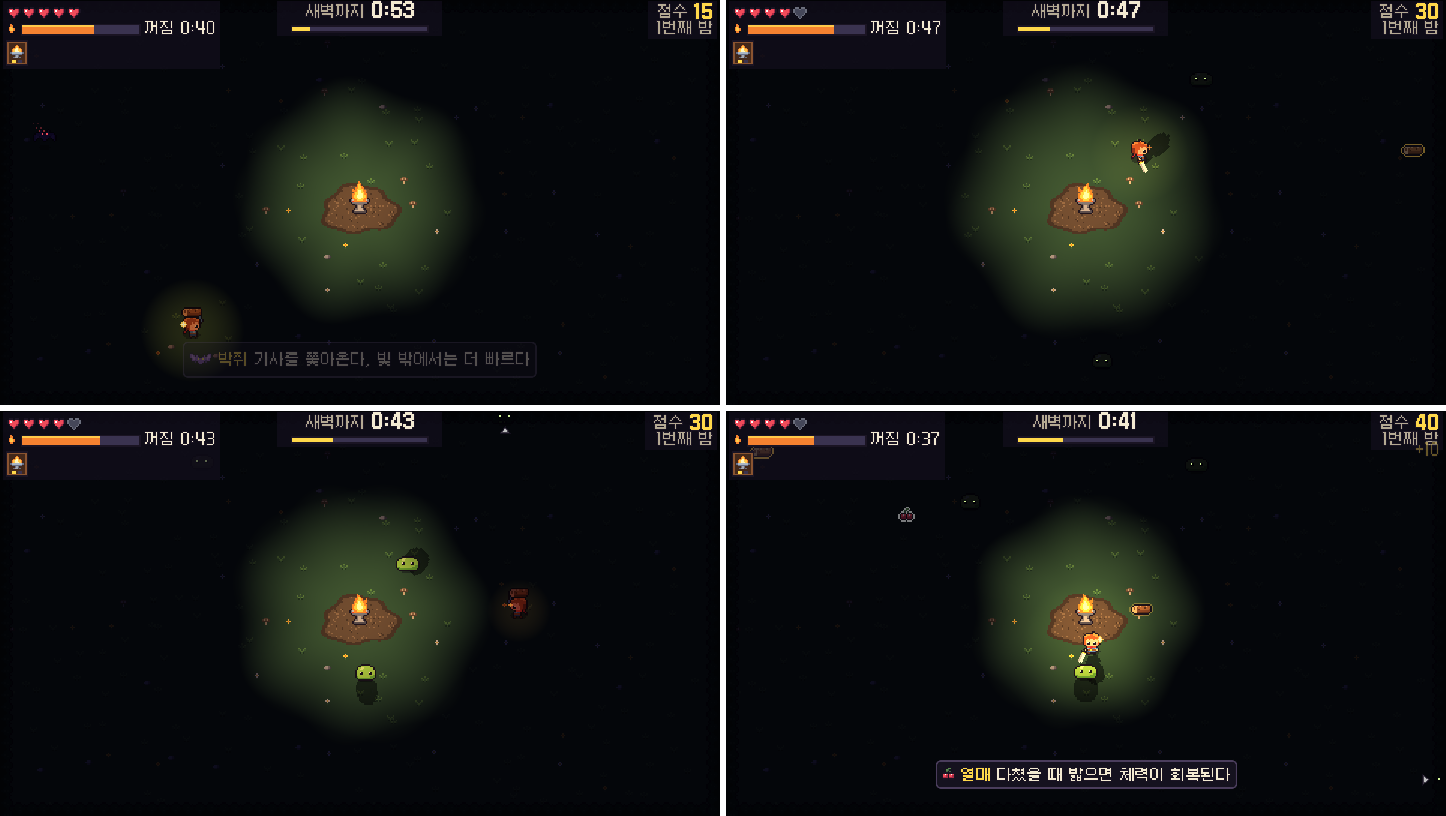 새벽까지 0:53
점수 15
1번째 밤
꺼짐 0:40
박쥐 기사를 쫓아온다, 빛 밖에서는 더 빠르다
새벽까지 0:47
점수 30
1번째 밤
꺼짐 0:47
새벽까지 0:43
점수 30
1번째 밤
꺼짐 0:43
새벽까지 0:41
점수 40
1번째 밤
+10
꺼짐 0:37
열매 다쳤을 때 밟으면 체력이 회복된다